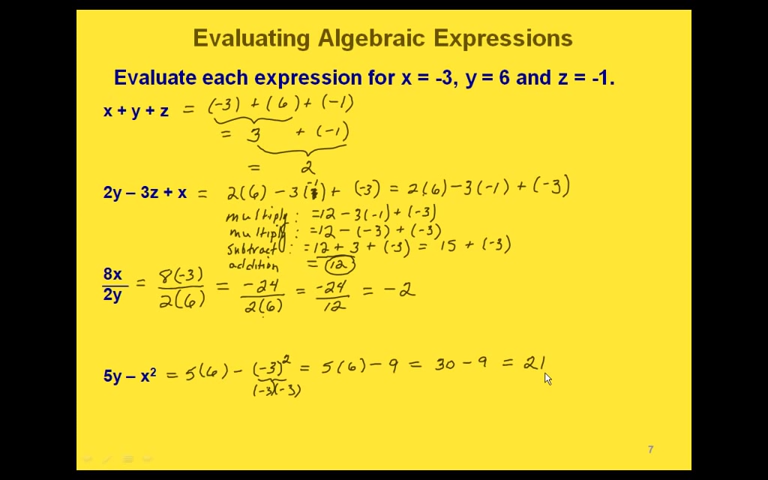 Evaluating Algebraic Expressions
Evaluate each expression for x = -3, y = 6 and z = -1.
x + y + z = (-3) + (6) + (-1)
= 3 + (-1)
= 2
2y – 3z + x = 2(6) - 3(-1) + (-3) = 2(6) - 3(-1) + (-3)
multiply: = 12 - 3(-1) + (-3)
multiply: = 12 - (-3) + (-3)
subtract: = 12 + 3 + (-3) = 15 + (-3)
addition = 12
8x/2y = 8(-3)/2(6) = -24/2(6) = -24/12 = -2
5y – x² = 5(6) - (-3)² = 5(6) - 9 = 30 - 9 = 21
(-3)(-3)
7